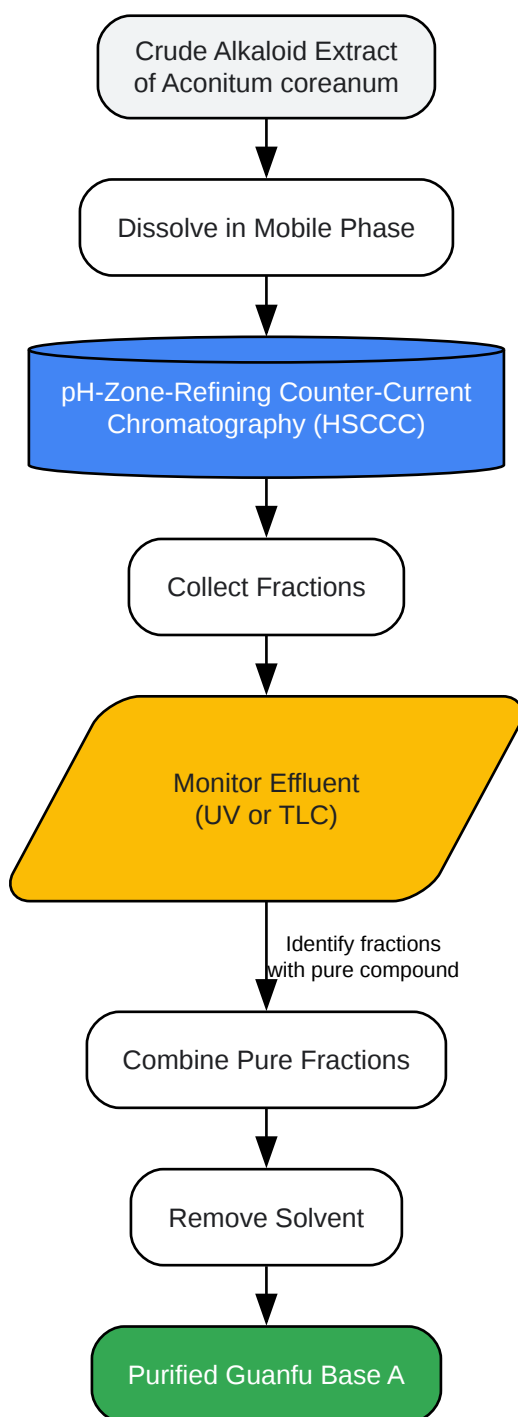 Crude Alkaloid Extract
of Aconitum coreanum
Dissolve in Mobile Phase
pH-Zone-Refining Counter-Current
Chromatography (HSCCC)
Collect Fractions
Monitor Effluent
(UV or TLC)
Identify fractions
with pure compound
Combine Pure Fractions
Remove Solvent
Purified Guanfu Base A